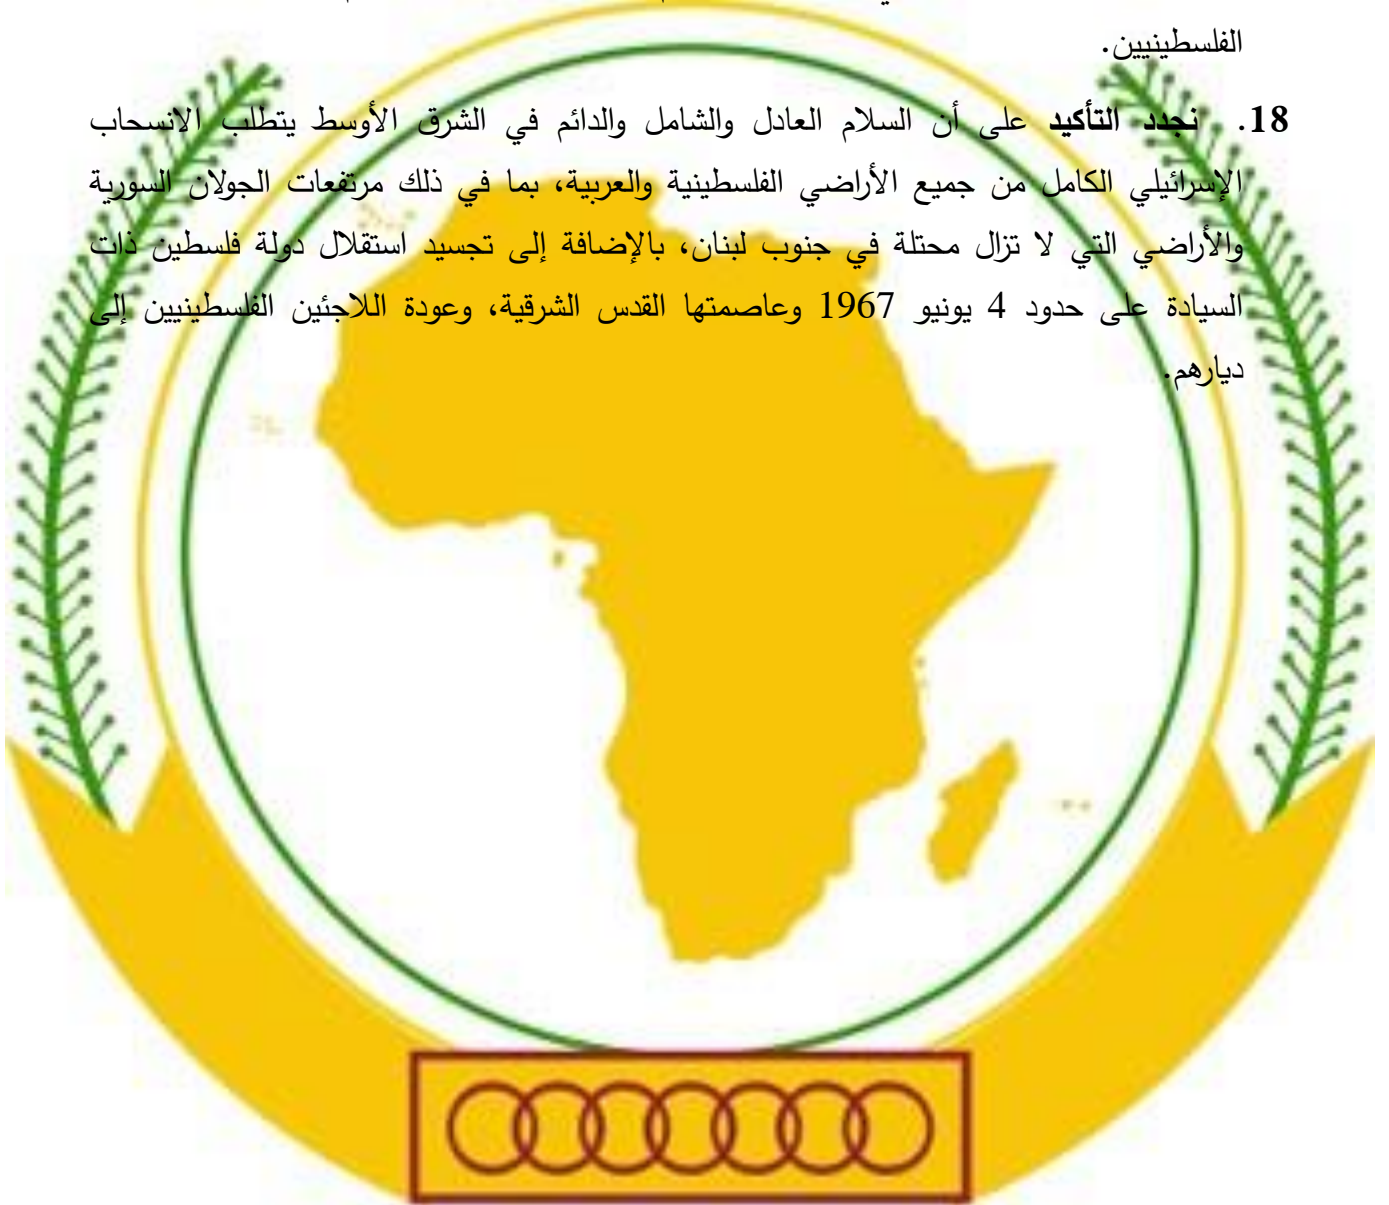 الفلسطينيين.
18. نجدد التأكيد على أن السلام العادل والشامل والدائم في الشرق الأوسط يتطلب الانسحاب
الإسرائيلي الكامل من جميع الأراضي الفلسطينية والعربية، بما في ذلك مرتفعات الجولان السورية
والأراضي التي لا تزال محتلة في جنوب لبنان، بالإضافة إلى تجسيد استقلال دولة فلسطين ذات
السيادة على حدود 4 يونيو 1967 وعاصمتها القدس الشرقية، وعودة اللاجئين الفلسطينيين إلى
ديارهم.